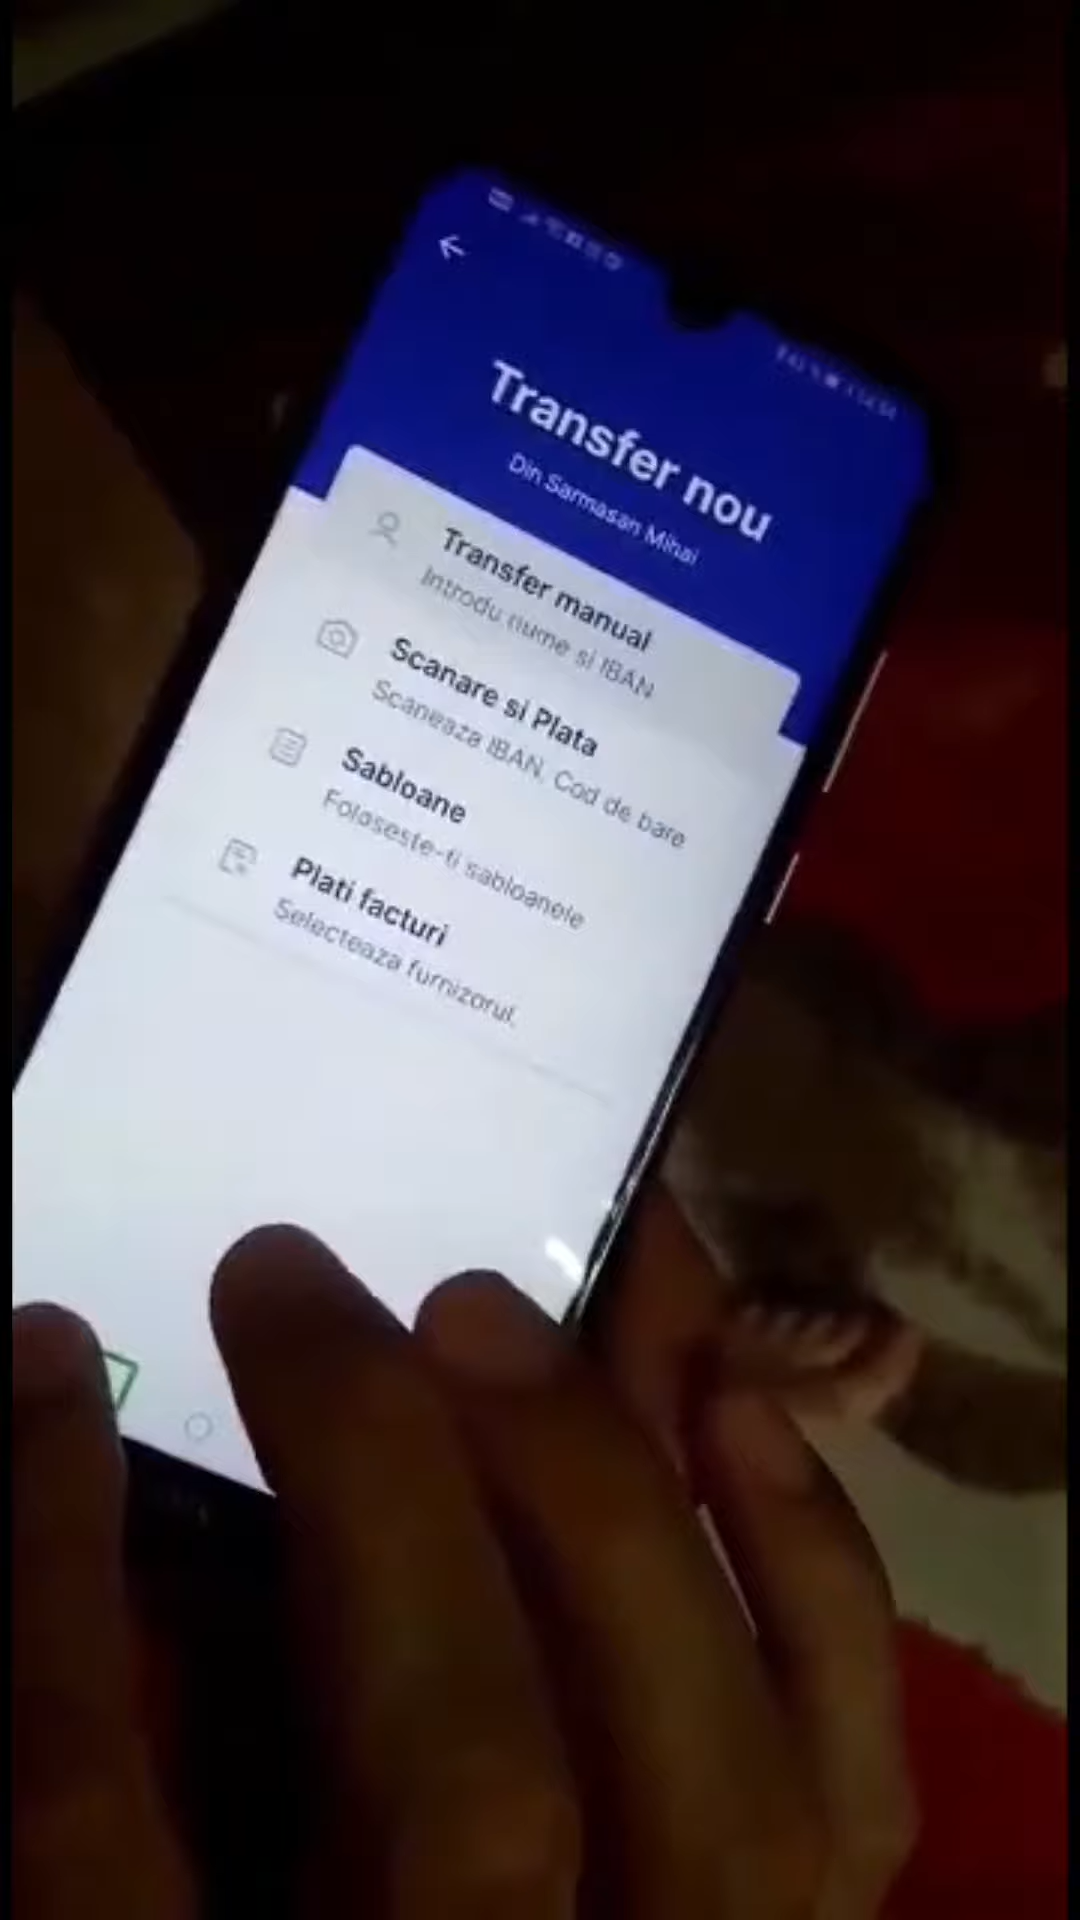 Transfer nou
Din Sarmasan Mihai
Transfer manual
Introdu nume si IBAN
Scanare si Plata
Scaneaza IBAN, Cod de bare
Sabloane
Foloseste-ti sabloanele
Plati facturi
Selecteaza furnizorul.